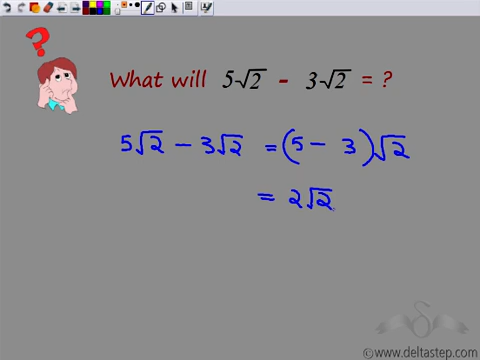 ?
What will 5√2 - 3√2 = ?
5√2 − 3√2 = (5 − 3)√2
= 2√2
δ
© www.deltastep.com